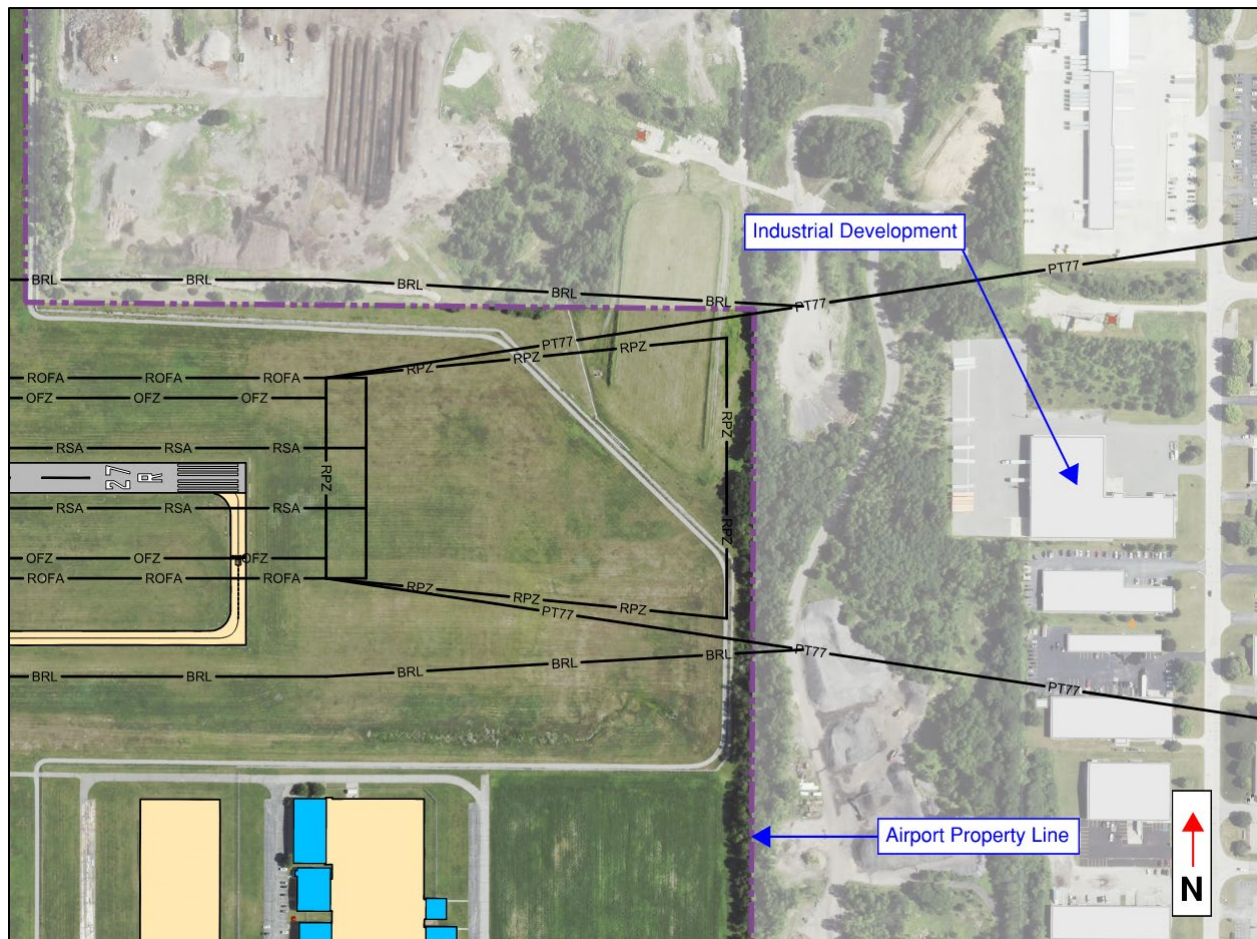 Industrial Development
PT77
BRL BRL BRL BRL BRL PT77
PT77 RPZ RPZ
ROFA ROFA ROFA
OFZ OFZ OFZ
RPZ
RSA RSA RSA
27
R
RPZ
RSA RSA RSA
RPZ
OFZ OFZ OFZ
ROFA ROFA ROFA
RPZ RPZ
PT77
BRL BRL BRL BRL BRL PT77
PT77
Airport Property Line
N